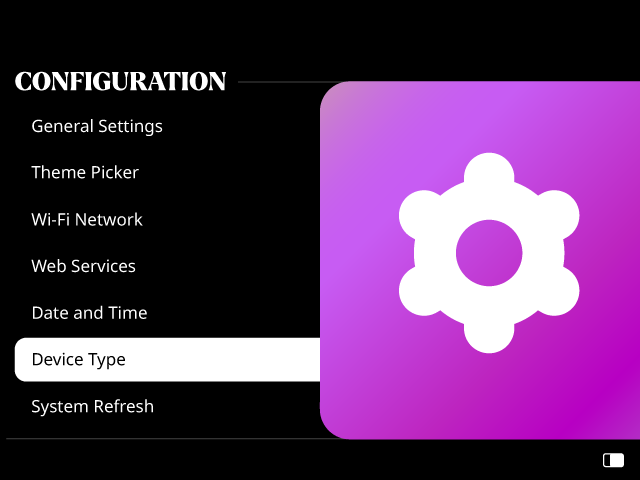 CONFIGURATION
General Settings
Theme Picker
Wi-Fi Network
Web Services
Date and Time
Device Type
System Refresh